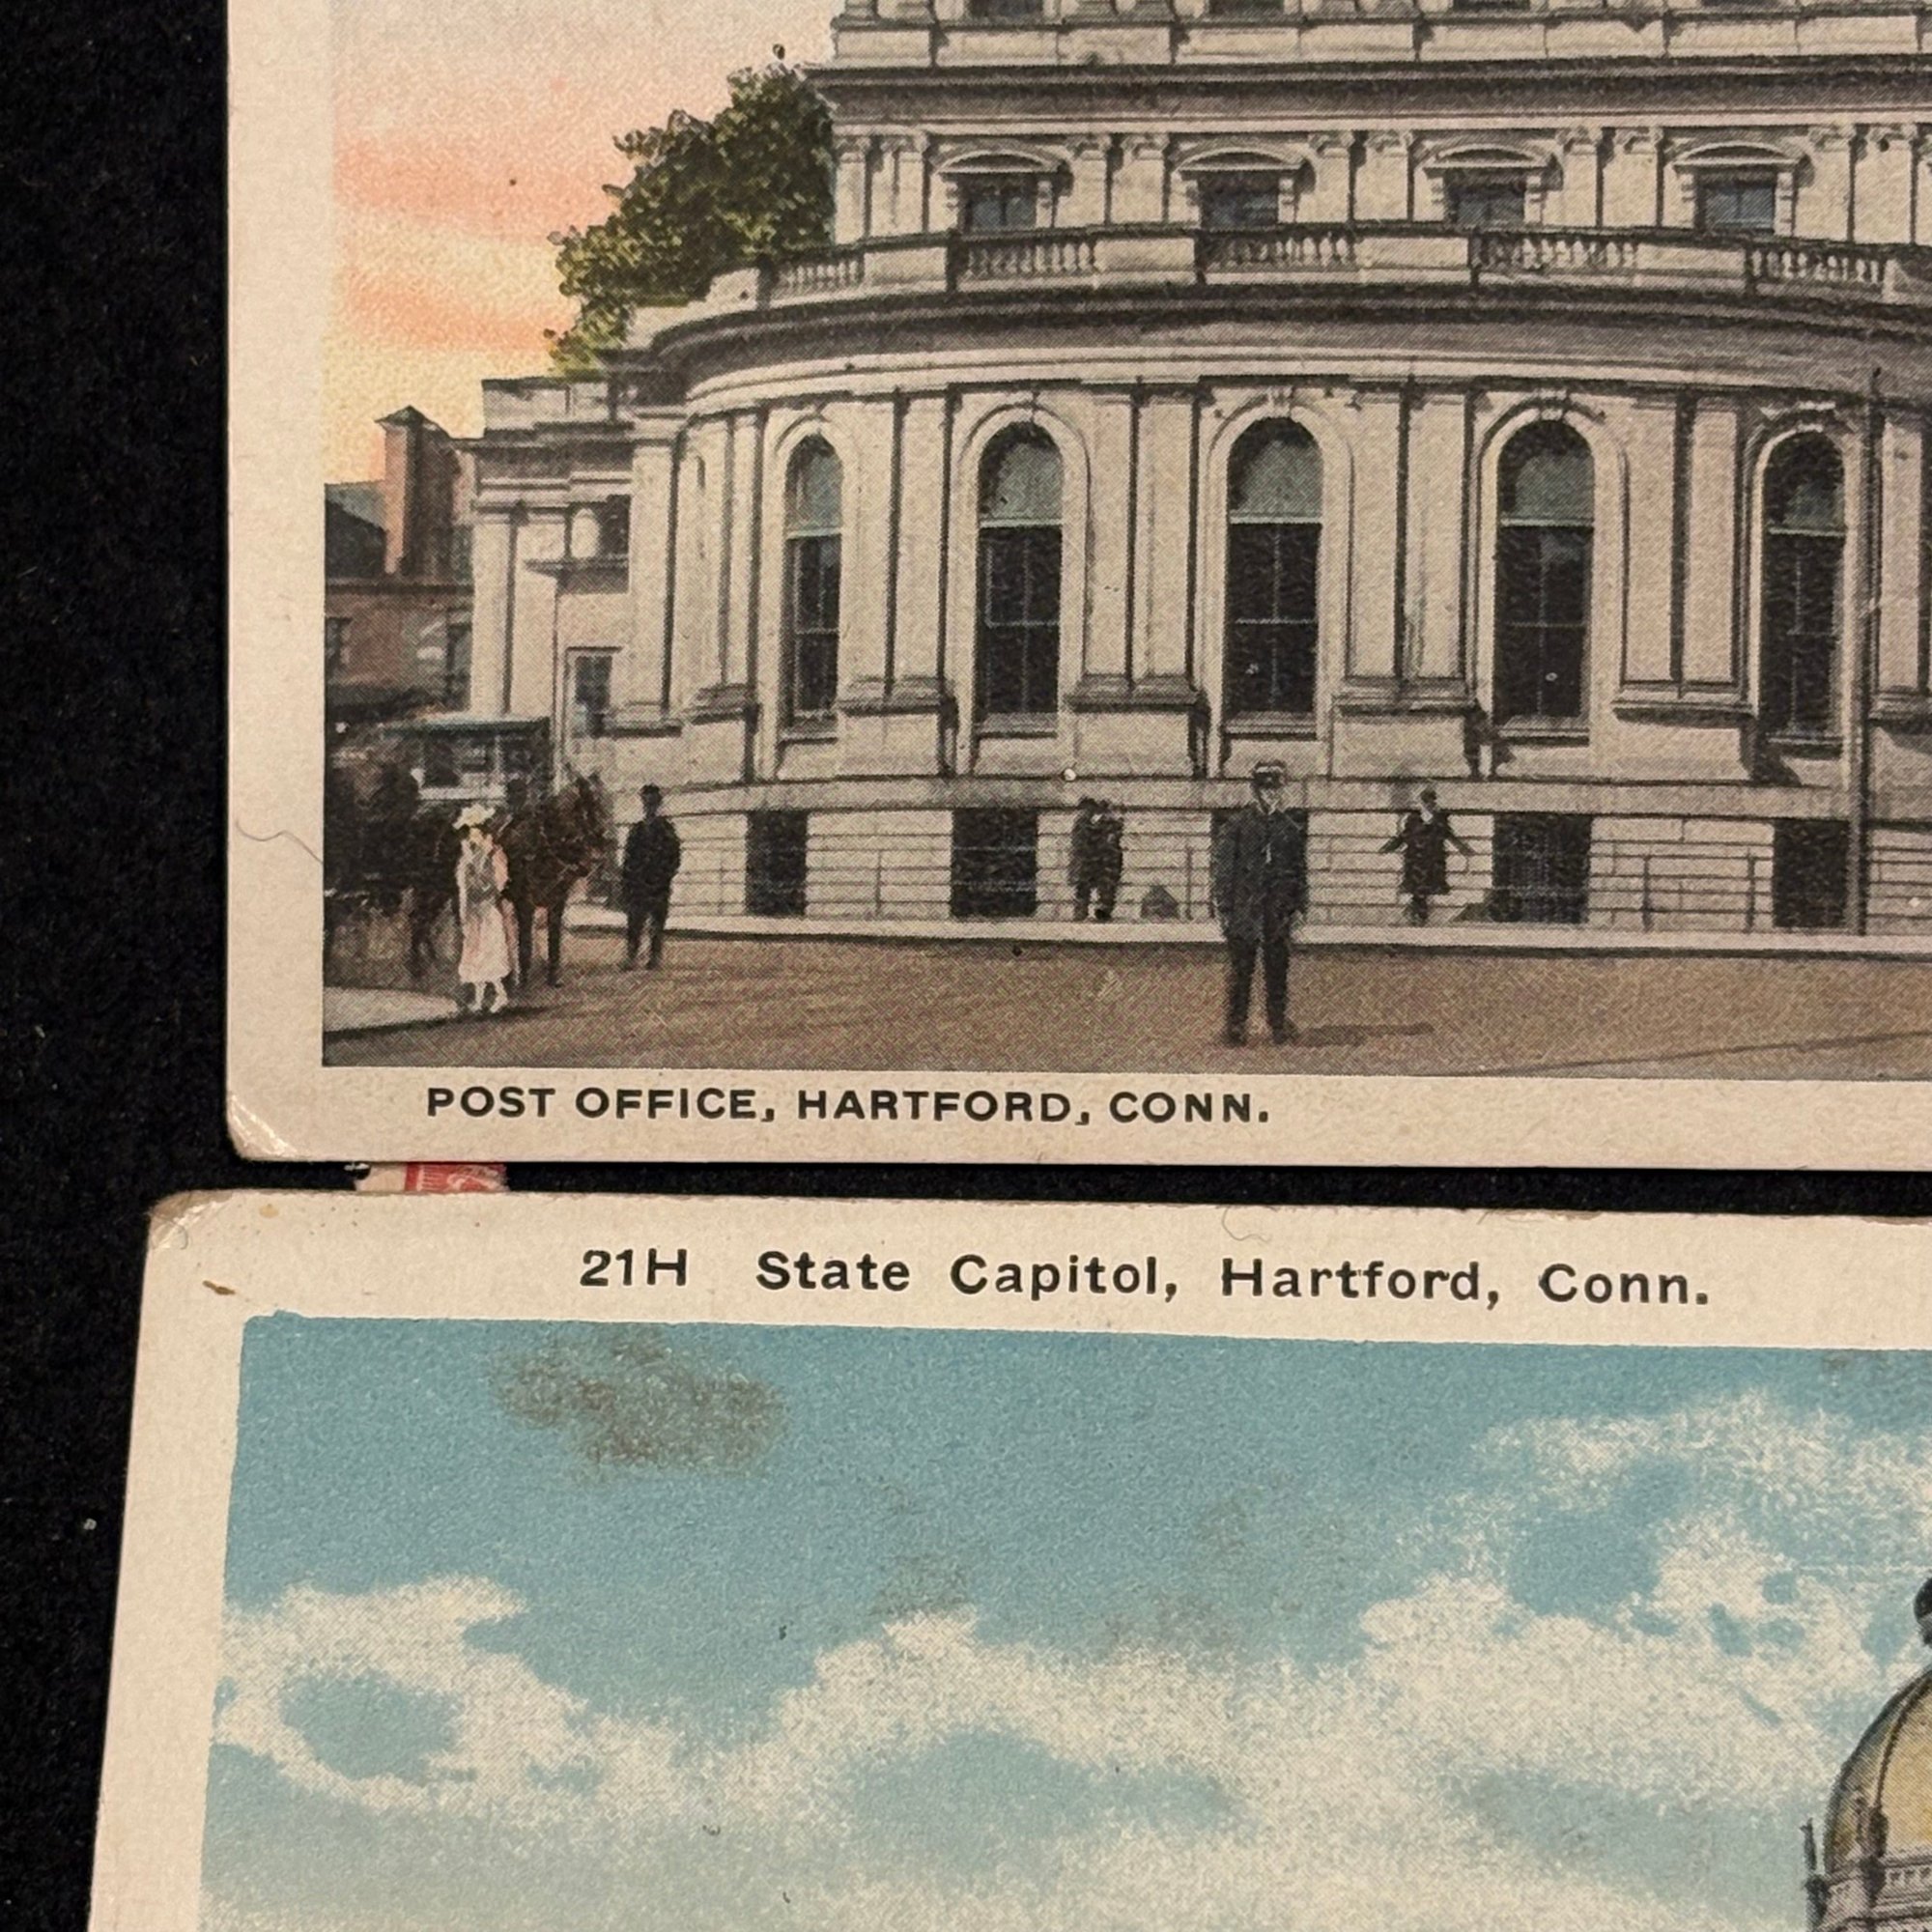 POST OFFICE, HARTFORD, CONN.
21H State Capitol, Hartford, Conn.